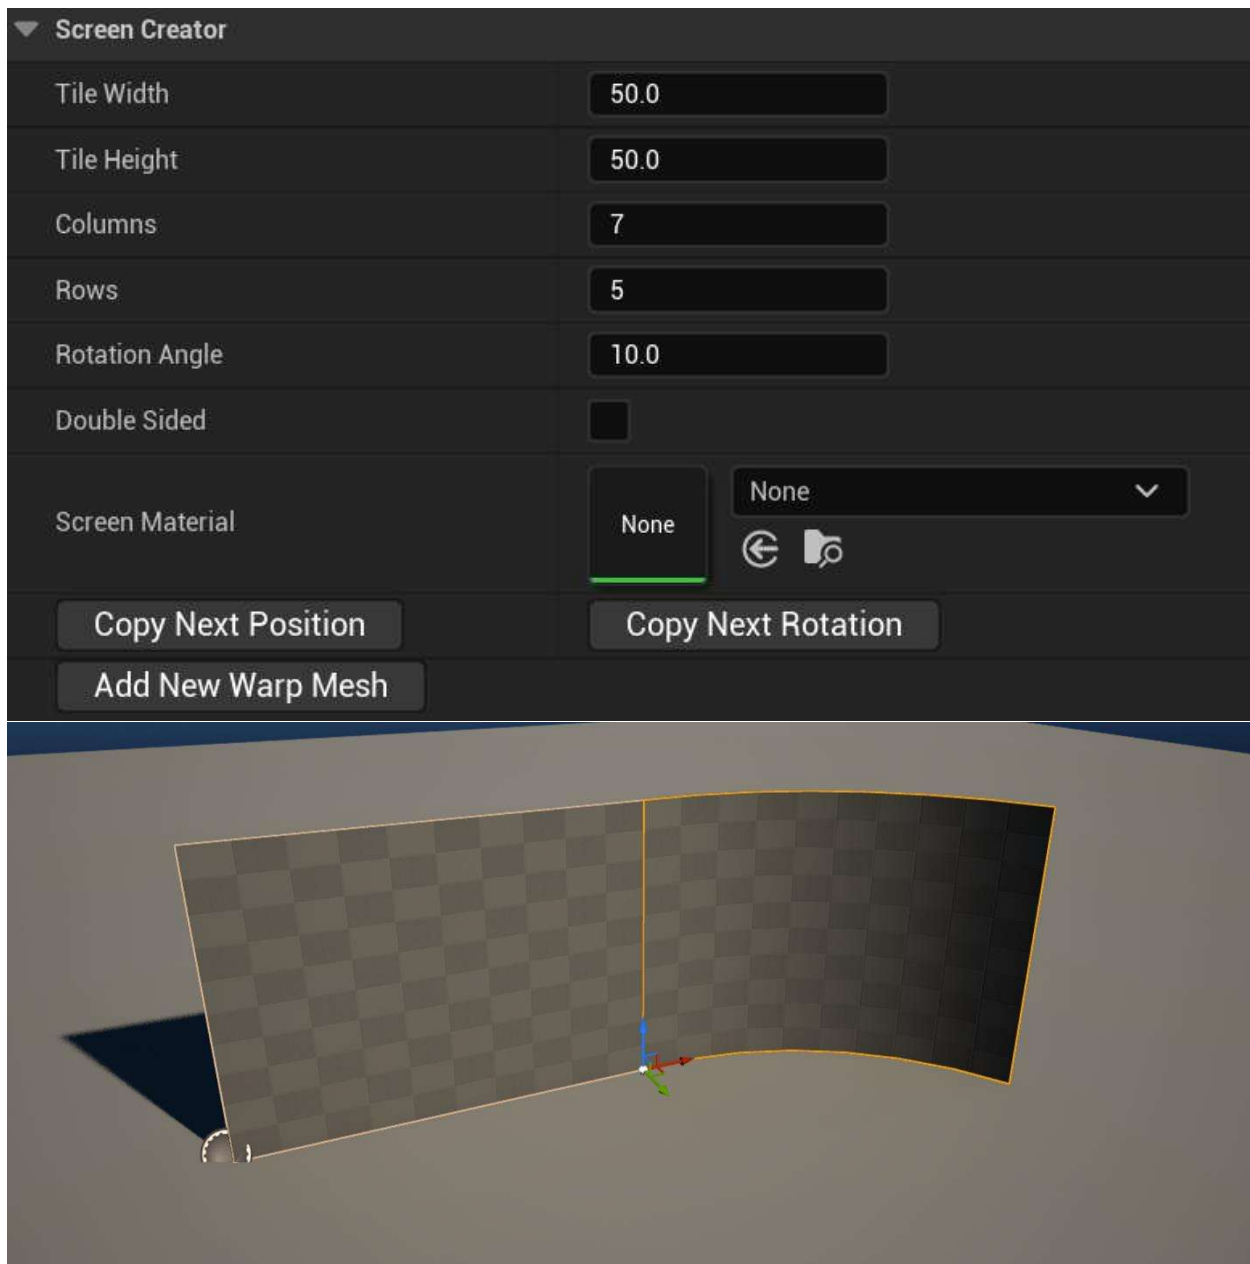 Screen Creator
Tile Width 50.0
Tile Height 50.0
Columns 7
Rows 5
Rotation Angle 10.0
Double Sided
Screen Material None None
Copy Next Position Copy Next Rotation
Add New Warp Mesh